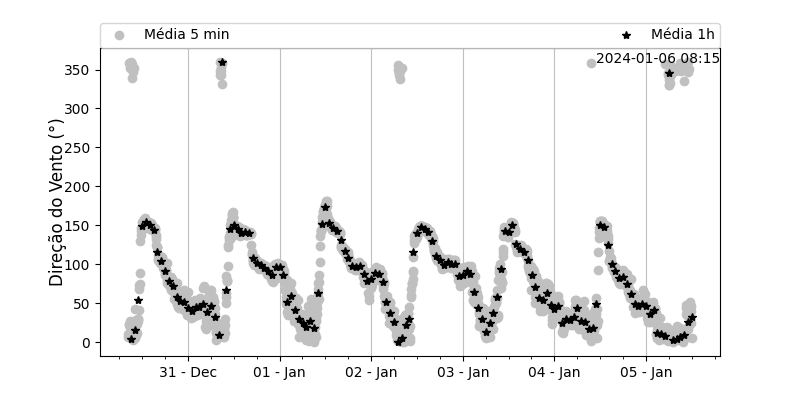 Média 5 min
Média 1h
2024-01-06 08:15
Direção do Vento (°)
350
300
250
200
150
100
50
0
31 - Dec
01 - Jan
02 - Jan
03 - Jan
04 - Jan
05 - Jan